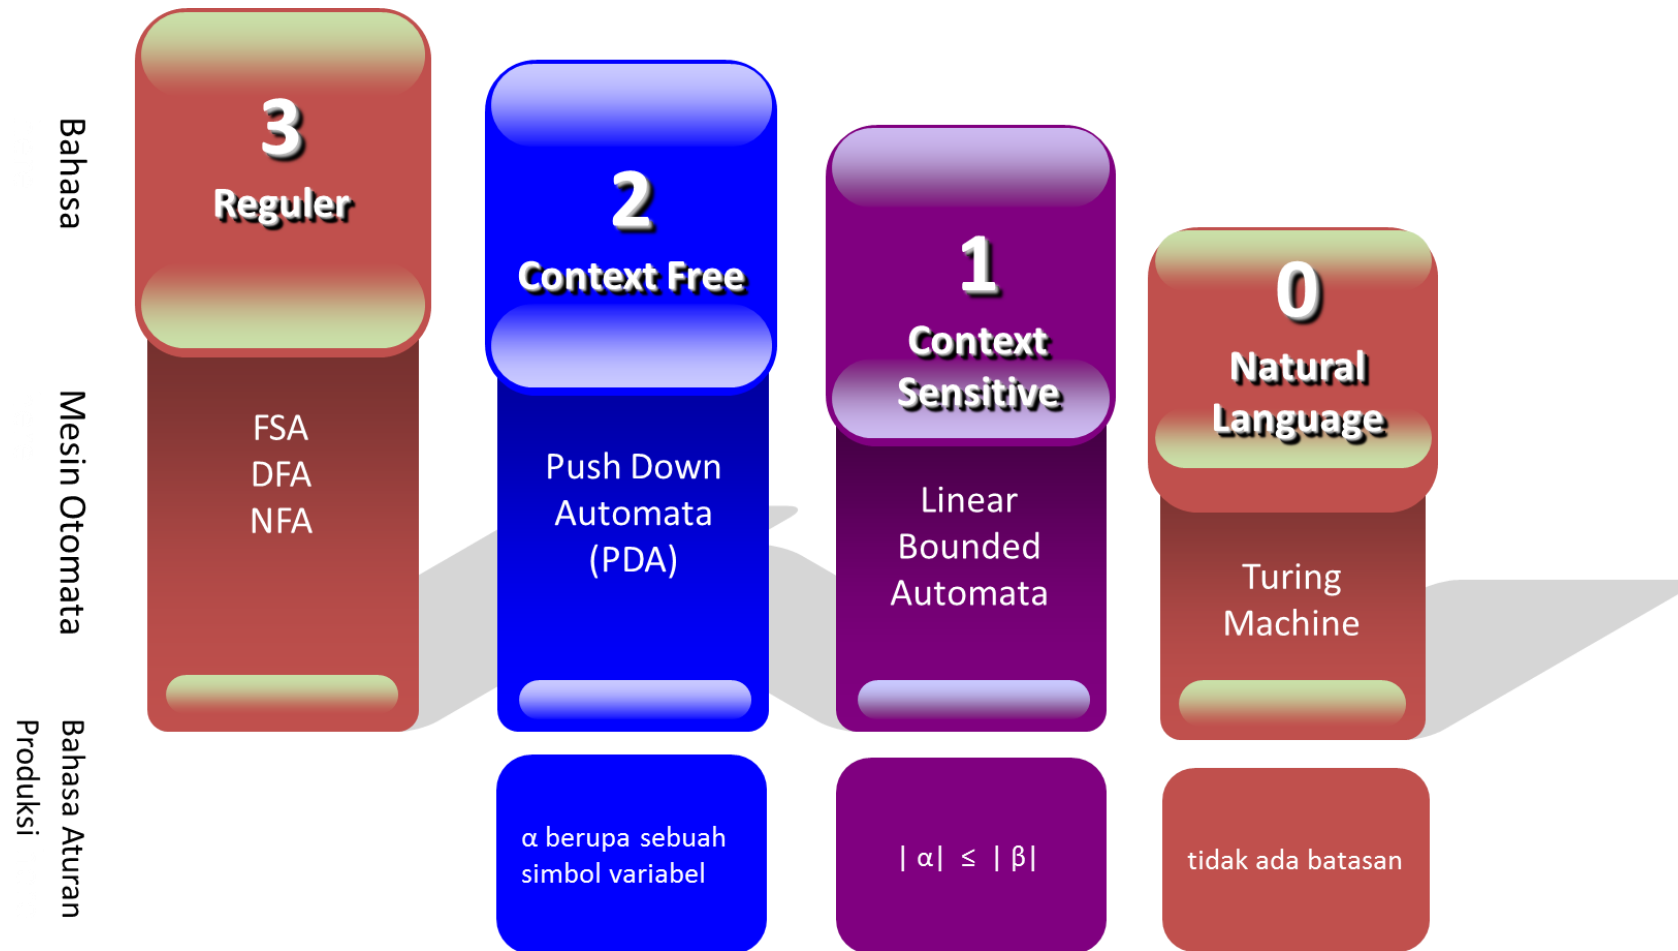 Bahasa
3
Reguler
2
Context Free
1
Context
Sensitive
0
Natural
Language
Mesin Otomata
FSA
DFA
NFA
Push Down
Automata
(PDA)
Linear
Bounded
Automata
Turing
Machine
Bahasa Aturan
Produksi
α berupa sebuah
simbol variabel
| α| ≤ | β|
tidak ada batasan